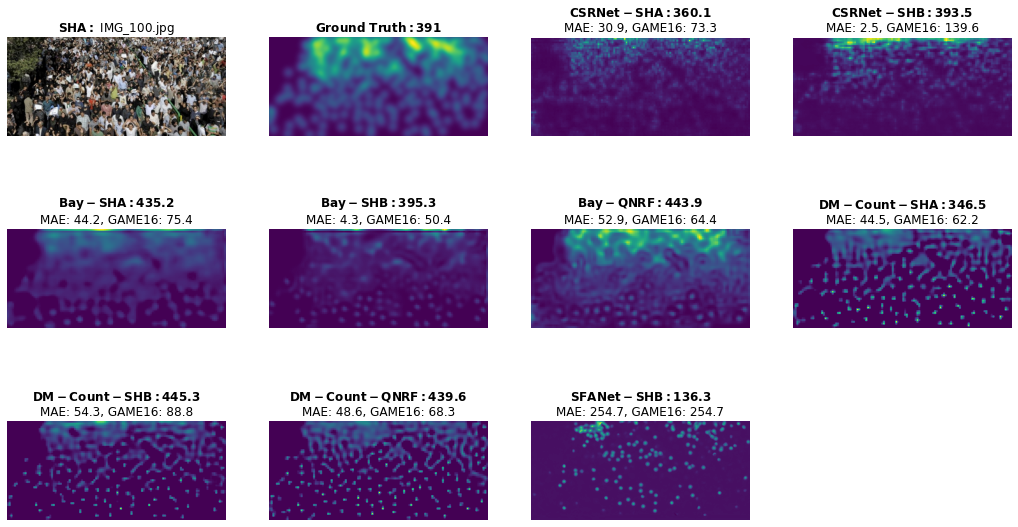 SHA: IMG_100.jpg
Ground Truth:391
CSRNet−SHA:360.1
MAE: 30.9, GAME16: 73.3
CSRNet−SHB:393.5
MAE: 2.5, GAME16: 139.6
Bay−SHA:435.2
MAE: 44.2, GAME16: 75.4
Bay−SHB:395.3
MAE: 4.3, GAME16: 50.4
Bay−QNRF:443.9
MAE: 52.9, GAME16: 64.4
DM−Count−SHA:346.5
MAE: 44.5, GAME16: 62.2
DM−Count−SHB:445.3
MAE: 54.3, GAME16: 88.8
DM−Count−QNRF:439.6
MAE: 48.6, GAME16: 68.3
SFANet−SHB:136.3
MAE: 254.7, GAME16: 254.7